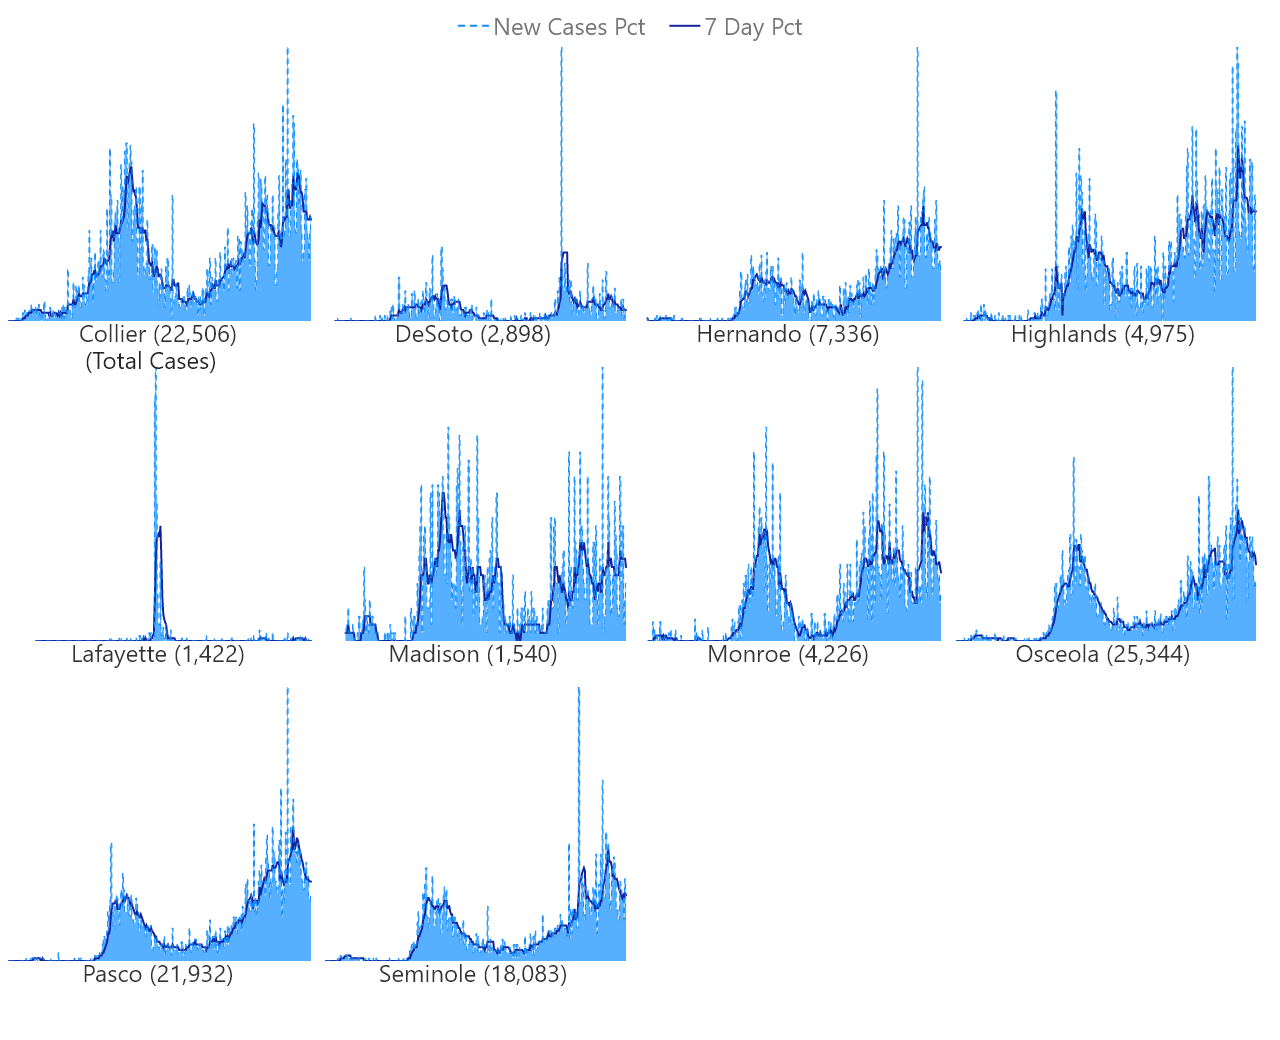 New Cases Pct 7 Day Pct
Collier (22,506) DeSoto (2,898) Hernando (7,336) Highlands (4,975)
(Total Cases)
Lafayette (1,422) Madison (1,540) Monroe (4,226) Osceola (25,344)
Pasco (21,932) Seminole (18,083)